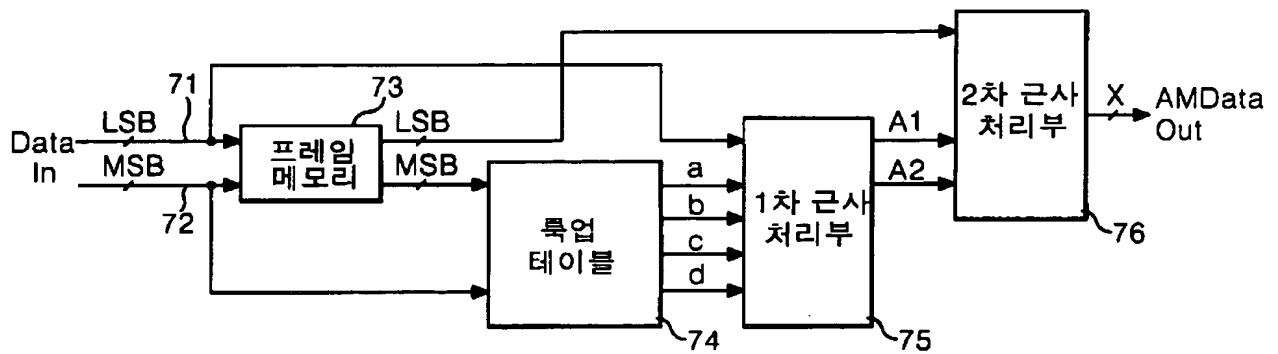 Data
In
LSB
71
MSB
72
73
프레임
메모리
LSB
MSB
룩업
테이블
74
a
b
c
d
1차 근사
처리부
75
A1
A2
2차 근사
처리부
76
X
AMData
Out